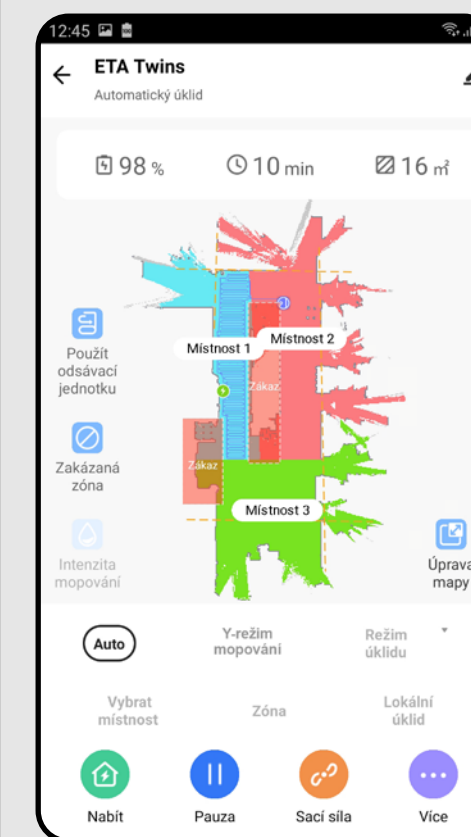 12:45
ETA Twins
Automatický úklid
98 %
10 min
16 m²
Použít
odsávací
jednotku
Místnost 1
Místnost 2
Zákaz
Zakázaná
zóna
Zákaz
Místnost 3
Intenzita
mopování
Úprava
mapy
Auto
Y-režim
mopování
Režim
úklidu
Vybrat
místnost
Zóna
Lokální
úklid
Nabít
Pauza
Sací síla
Více